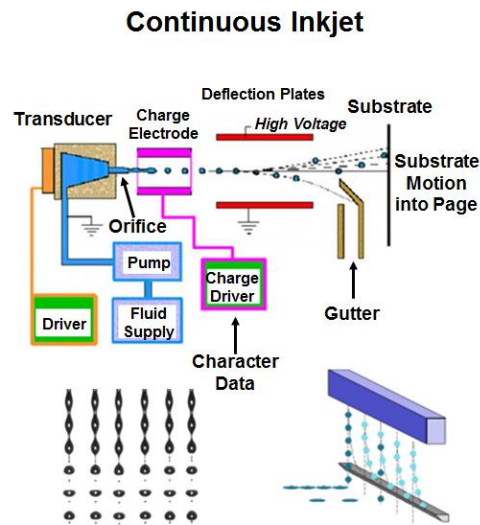 Continuous Inkjet
Deflection Plates
High Voltage
Transducer
Charge
Electrode
Substrate
Substrate
Motion
into Page
Orifice
Pump
Charge
Driver
Driver
Fluid
Supply
Gutter
Character
Data